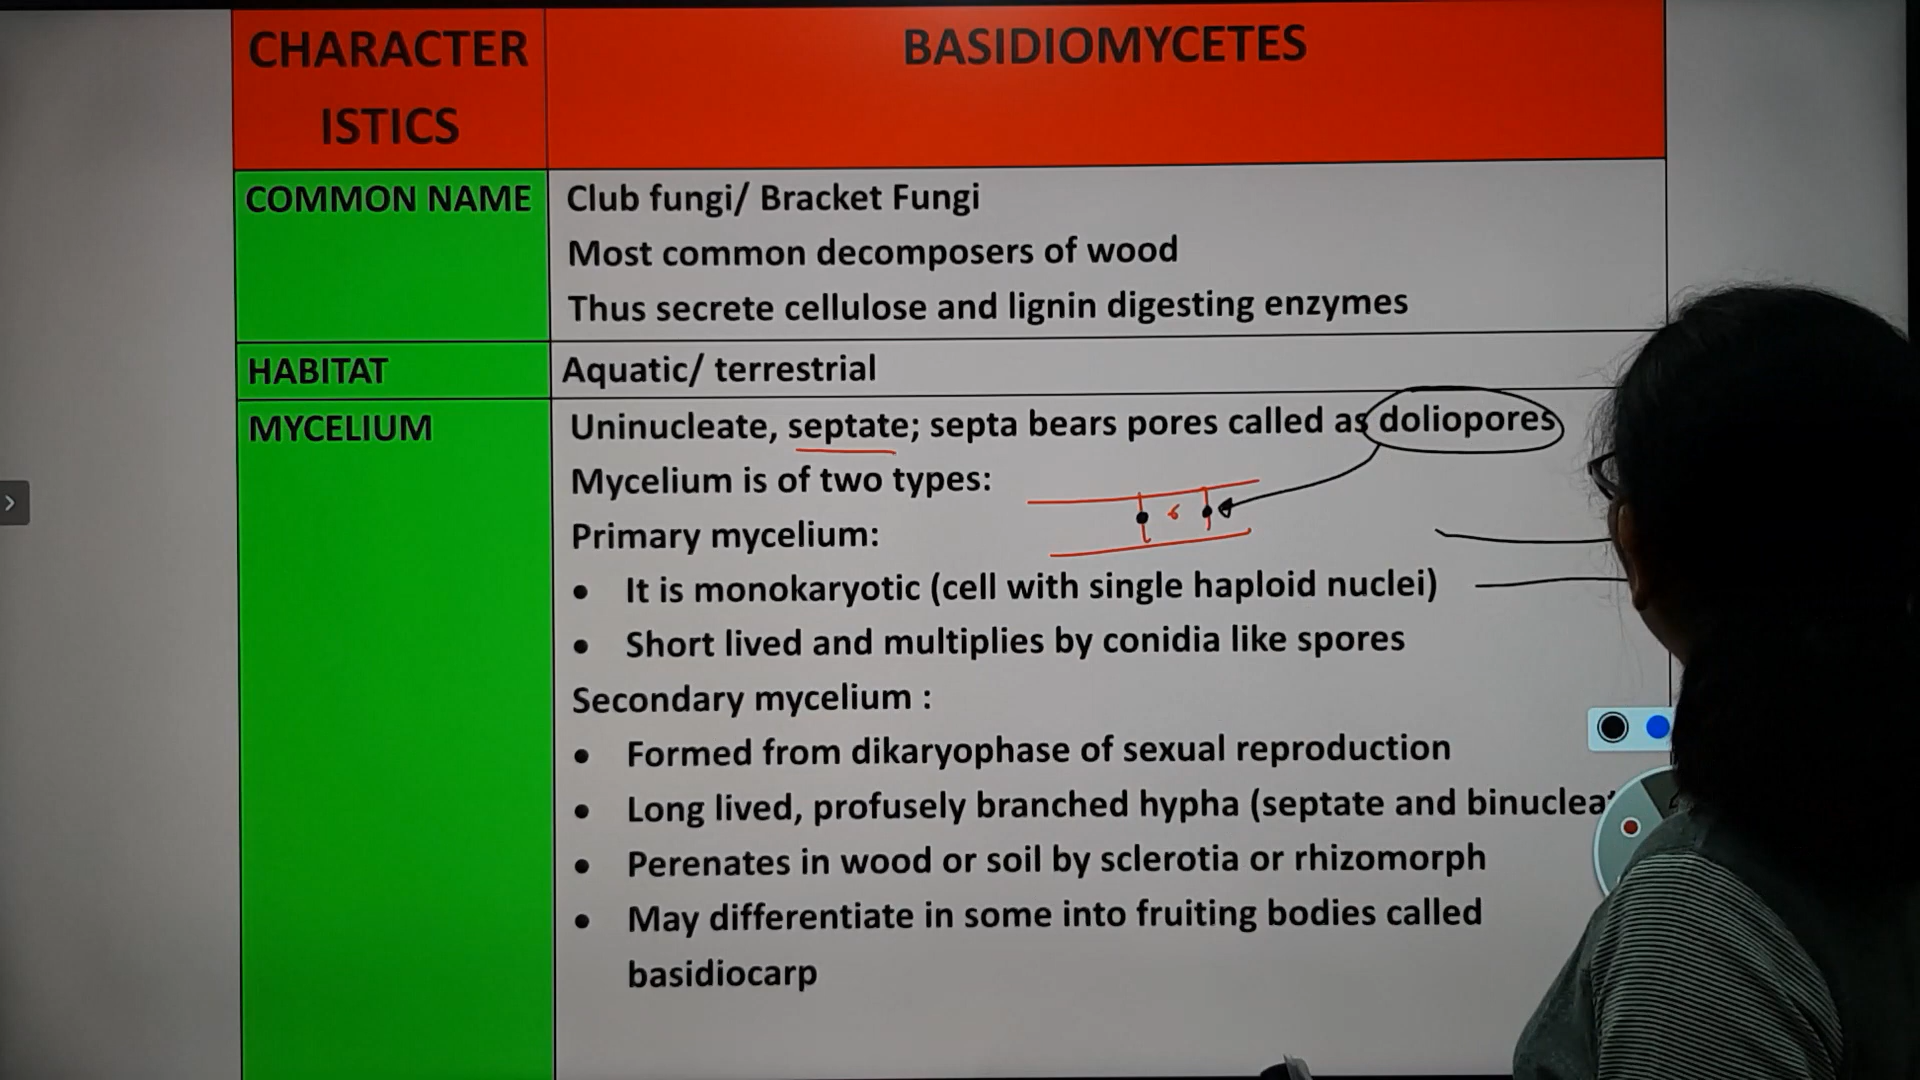 CHARACTER
ISTICS
BASIDIOMYCETES
COMMON NAME
Club fungi/ Bracket Fungi
Most common decomposers of wood
Thus secrete cellulose and lignin digesting enzymes
HABITAT
Aquatic/ terrestrial
MYCELIUM
Uninucleate, septate; septa bears pores called as doliopores
Mycelium is of two types:
Primary mycelium:
• It is monokaryotic (cell with single haploid nuclei)
• Short lived and multiplies by conidia like spores
Secondary mycelium :
• Formed from dikaryophase of sexual reproduction
• Long lived, profusely branched hypha (septate and
• Perenates in wood or soil by sclerotia or rhizomorph
• May differentiate in some into fruiting bodies called
basidiocarp